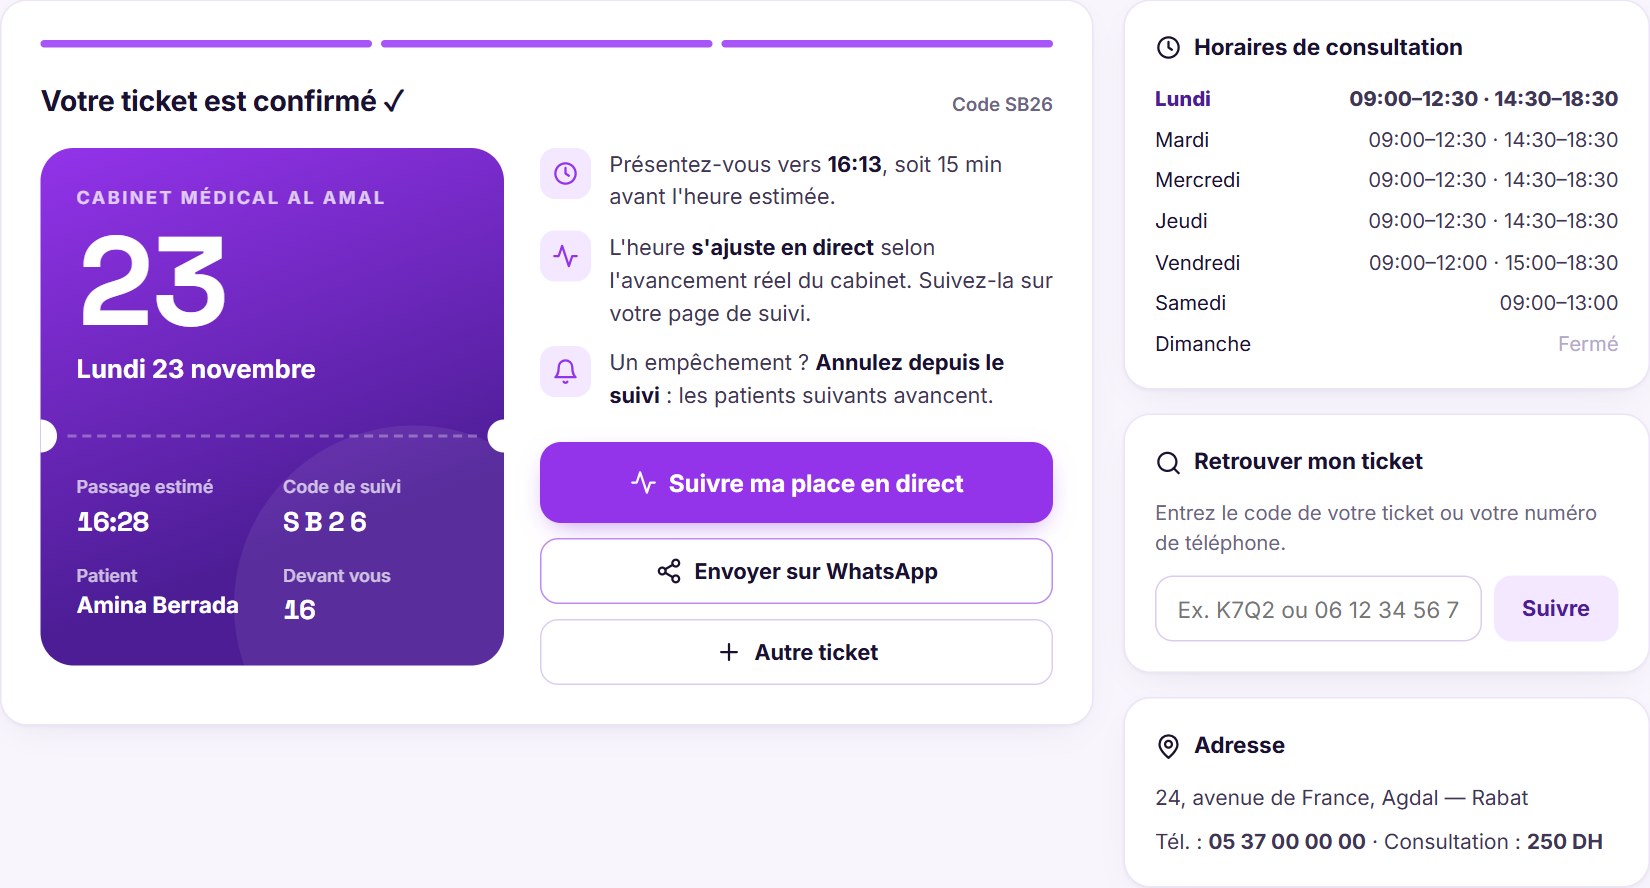 Votre ticket est confirmé ✓
Code SB26
CABINET MÉDICAL AL AMAL
23
Lundi 23 novembre
Passage estimé
16:28
Code de suivi
SB26
Patient
Amina Berrada
Devant vous
16
Présentez-vous vers 16:13, soit 15 min
avant l'heure estimée.
L'heure s'ajuste en direct selon
l'avancement réel du cabinet. Suivez-la sur
votre page de suivi.
Un empêchement ? Annulez depuis le
suivi : les patients suivants avancent.
Suivre ma place en direct
Envoyer sur WhatsApp
Autre ticket
Horaires de consultation
Lundi 09:00–12:30 · 14:30–18:30
Mardi 09:00–12:30 · 14:30–18:30
Mercredi 09:00–12:30 · 14:30–18:30
Jeudi 09:00–12:30 · 14:30–18:30
Vendredi 09:00–12:00 · 15:00–18:30
Samedi 09:00–13:00
Dimanche Fermé
Retrouver mon ticket
Entrez le code de votre ticket ou votre numéro
de téléphone.
Ex. K7Q2 ou 06 12 34 56 7
Suivre
Adresse
24, avenue de France, Agdal — Rabat
Tél. : 05 37 00 00 00 · Consultation : 250 DH